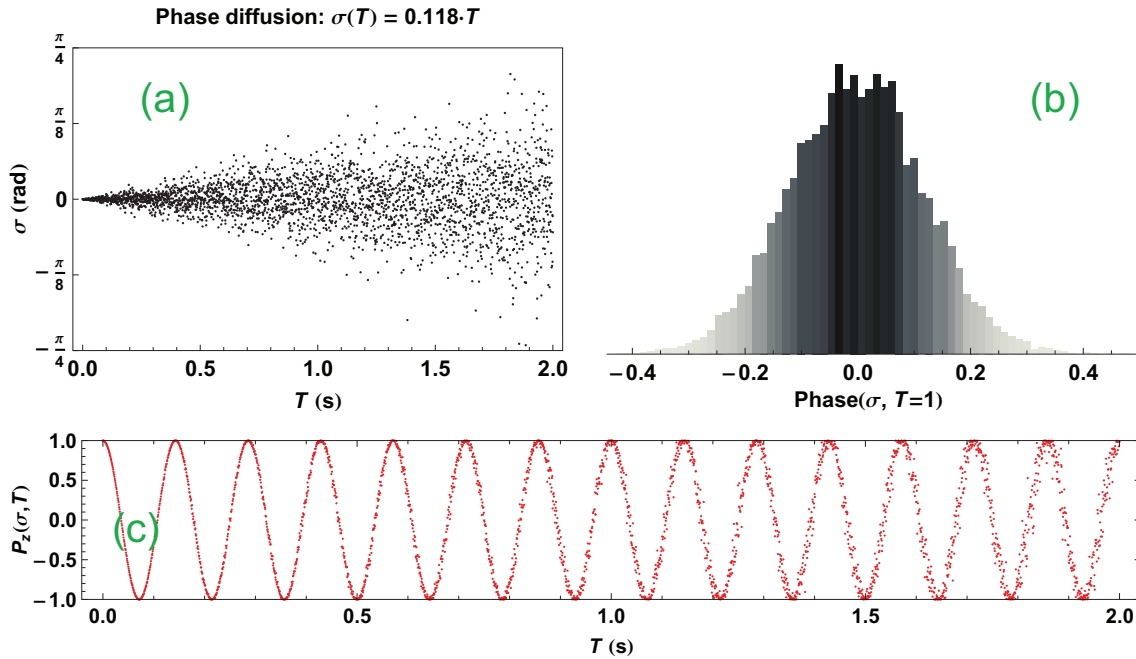 Phase diffusion: σ(T) = 0.118·T
(a)
π/4
π/8
0
−π/8
−π/4
σ (rad)
0.0 0.5 1.0 1.5 2.0
T (s)
(b)
−0.4 −0.2 0.0 0.2 0.4
Phase(σ, T=1)
(c)
1.0
0.5
0.0
−0.5
−1.0
P_z(σ,T)
0.0 0.5 1.0 1.5 2.0
T (s)